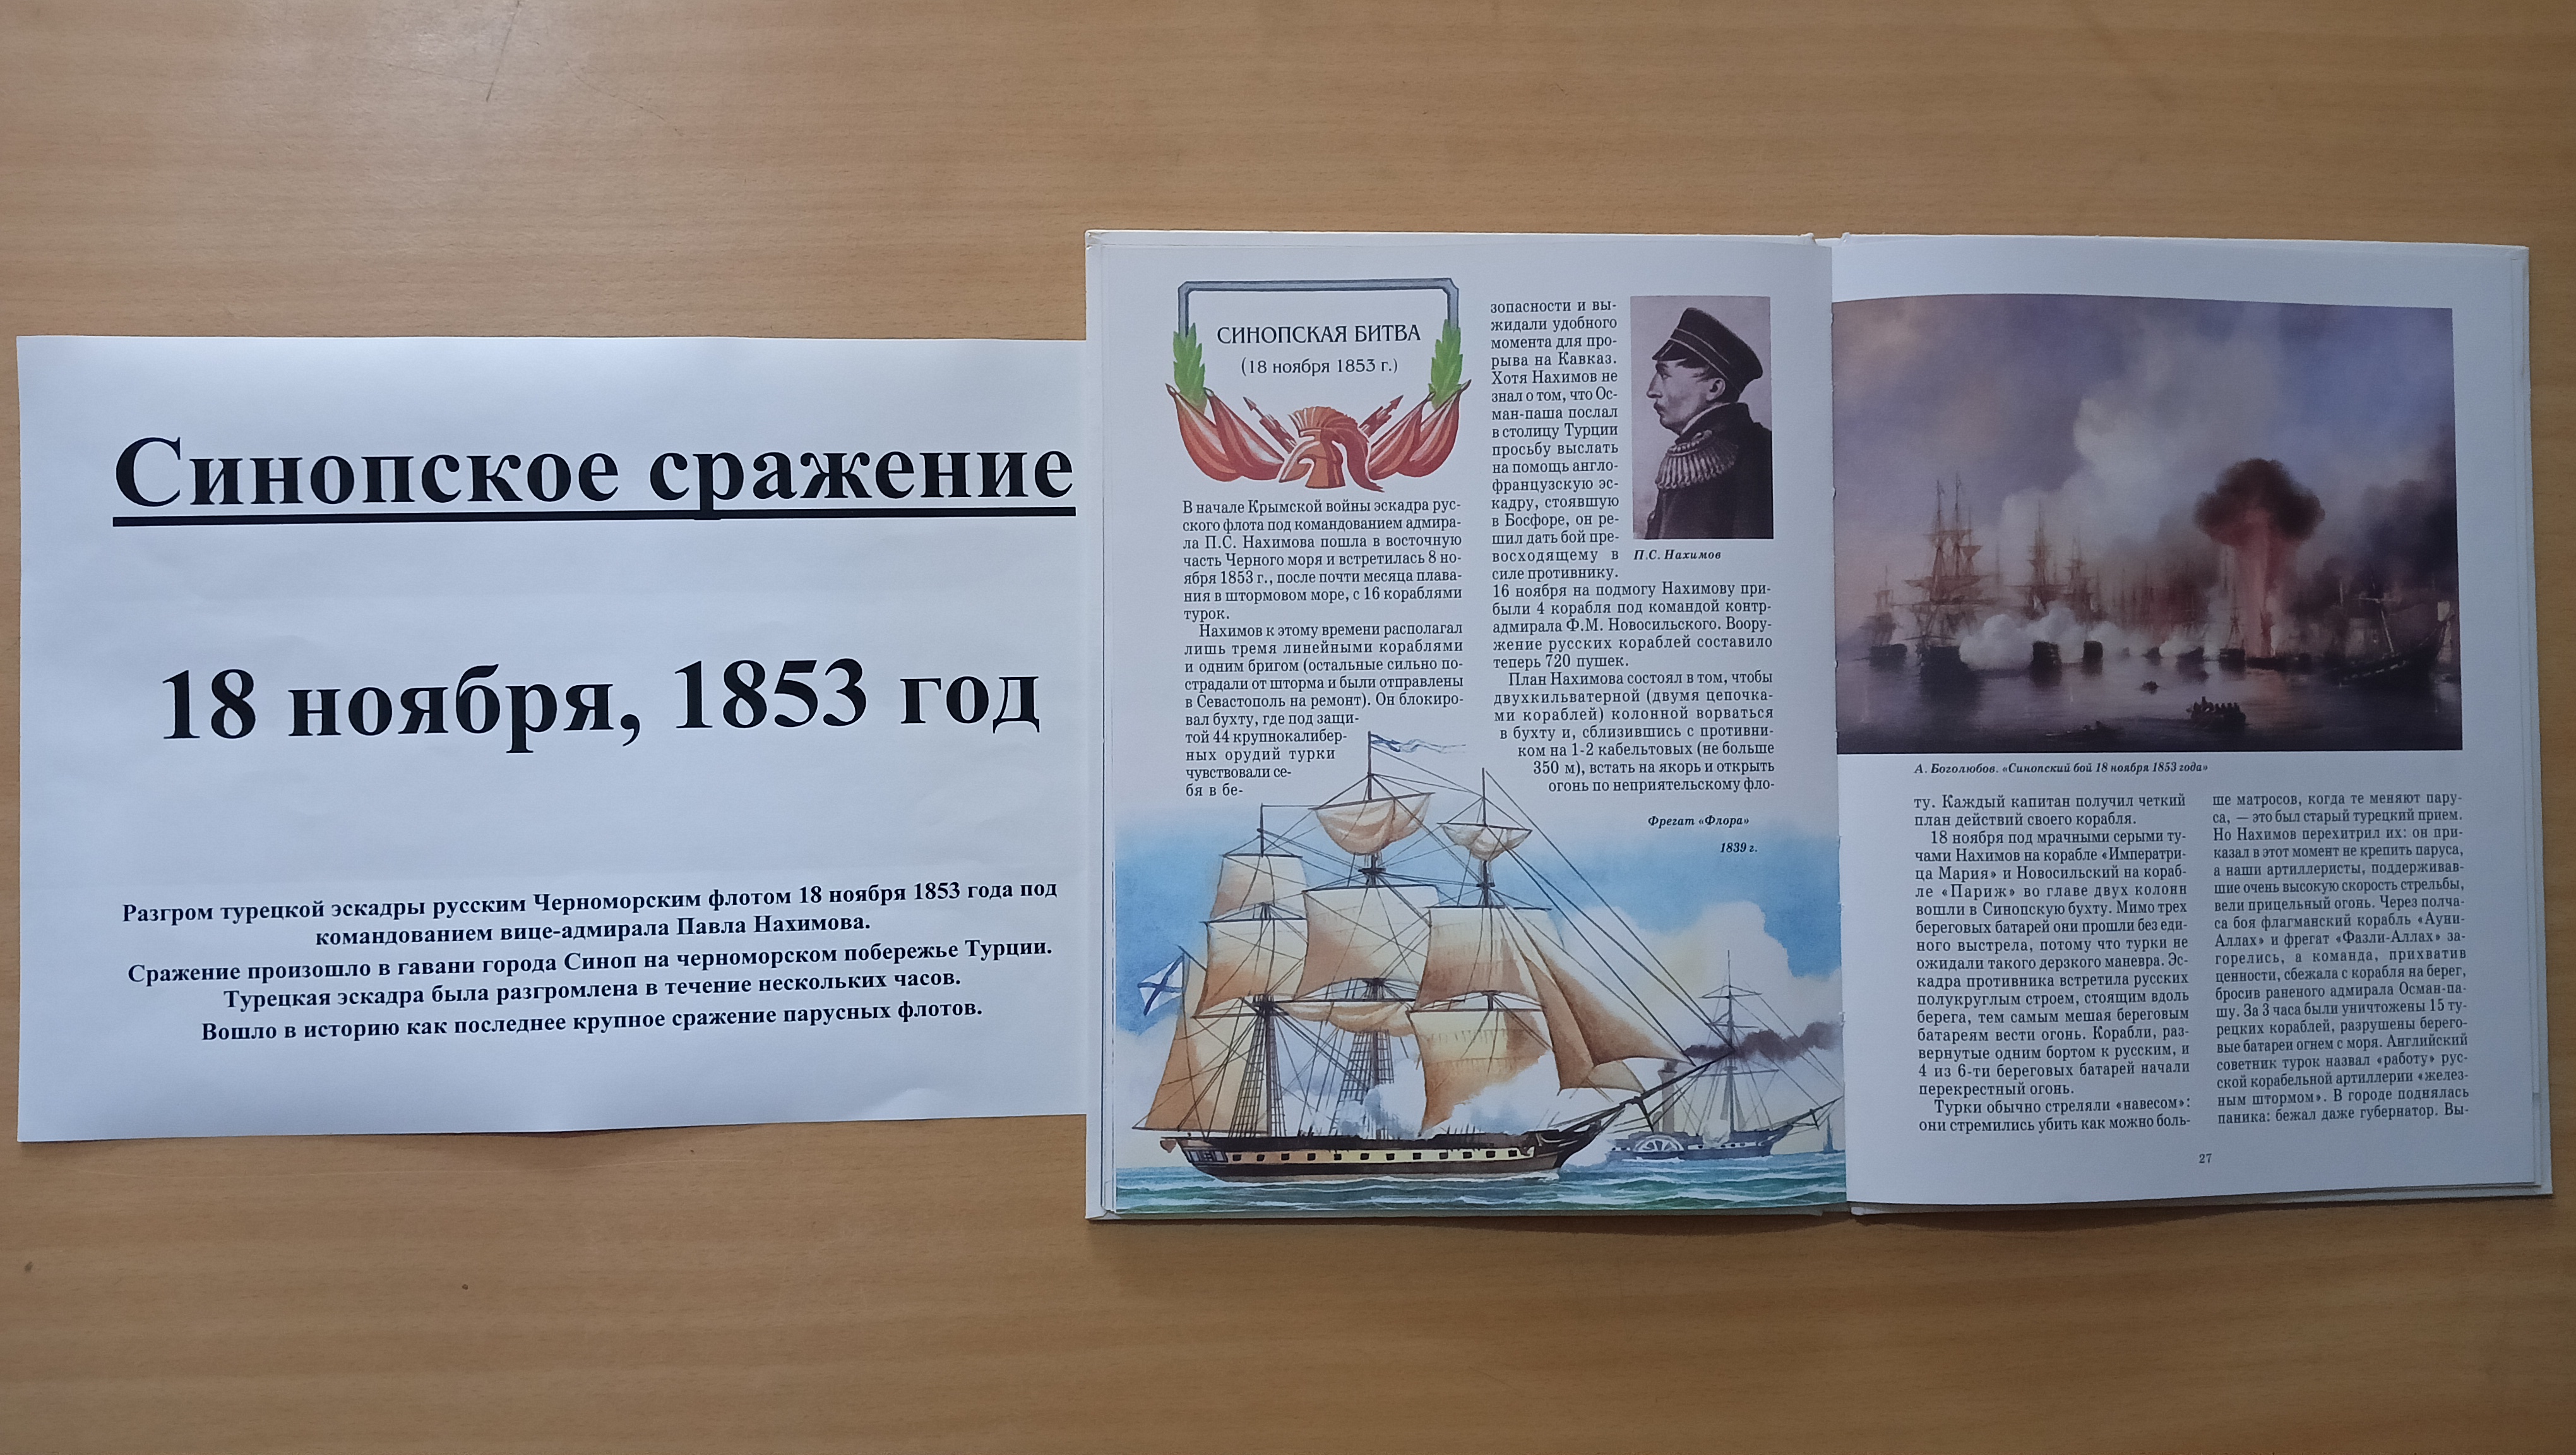 Синопское сражение
18 ноября, 1853 год
Разгром турецкой эскадры русским Черноморским флотом 18 ноября 1853 года под
командованием вице-адмирала Павла Нахимова.
Сражение произошло в гавани города Синоп на черноморском побережье Турции.
Турецкая эскадра была разгромлена в течение нескольких часов.
Вошло в историю как последнее крупное сражение парусных флотов.
СИНОПСКАЯ БИТВА
(18 ноября 1853 г.)
В начале Крымской войны эскадра рус-
ского флота под командованием адмира-
ла П.С. Нахимова пошла в восточную
часть Черного моря и встретилась 8 но-
ября 1853 г., после почти месяца плава-
ния в штормовом море, с 16 кораблями
турок.
Нахимов к этому времени располагал
лишь тремя линейными кораблями
и одним бригом (остальные сильно по-
страдали от шторма и были отправлены
в Севастополь на ремонт). Он блокиро-
вал бухту, где под защи-
той 44 крупнокалибер-
ных орудий турки
чувствовали се-
бя в бе-
зопасности и вы-
жидали удобного
момента для про-
рыва на Кавказ.
Хотя Нахимов не
знал о том, что Ос-
ман-паша послал
в столицу Турции
просьбу выслать
на помощь англо-
французскую эс-
кадру, стоявшую
в Босфоре, он ре-
шил дать бой пре-
восходящему в
силе противнику.
П.С. Нахимов
16 ноября на подмогу Нахимову при-
были 4 корабля под командой контр-
адмирала Ф.М. Новосильского. Воору-
жение русских кораблей составило
теперь 720 пушек.
План Нахимова состоял в том, чтобы
двухкильватерной (двумя цепочка-
ми кораблей) колонной ворваться
в бухту и, сблизившись с противни-
ком на 1-2 кабельтовых (не больше
350 м), встать на якорь и открыть
огонь по неприятельскому фло-
Фрегат «Флора»
1839 г.
А. Боголюбов. «Синопский бой 18 ноября 1853 года»
ту. Каждый капитан получил четкий
план действий своего корабля.
18 ноября под мрачными серыми ту-
чами Нахимов на корабле «Императри-
ца Мария» и Новосильский на кораб-
ле «Париж» во главе двух колонн
вошли в Синопскую бухту. Мимо трех
береговых батарей они прошли без еди-
ного выстрела, потому что турки не
ожидали такого дерзкого маневра. Эс-
кадра противника встретила русских
полукруглым строем, стоящим вдоль
берега, тем самым мешая береговым
батареям вести огонь. Корабли, раз-
вернутые одним бортом к русским, и
4 из 6-ти береговых батарей начали
перекрестный огонь.
Турки обычно стреляли «навесом»:
они стремились убить как можно боль-
ше матросов, когда те меняют пару-
са, — это был старый турецкий прием.
Но Нахимов перехитрил их: он при-
казал в этот момент не крепить паруса,
а наши артиллеристы, поддерживав-
шие очень высокую скорость стрельбы,
вели прицельный огонь. Через полча-
са боя флагманский корабль «Ауни-
Аллах» и фрегат «Фазли-Аллах» за-
горелись, а команда, прихватив
ценности, сбежала с корабля на берег,
бросив раненого адмирала Осман-па-
шу. За 3 часа были уничтожены 15 ту-
рецких кораблей, разрушены берего-
вые батареи огнем с моря. Английский
советник турок назвал «работу» рус-
ской корабельной артиллерии «желез-
ным штормом». В городе поднялась
паника: бежал даже губернатор. Вы-
27